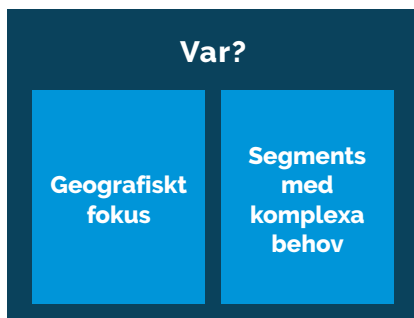 Var?
Geografiskt
fokus
Segments
med
komplexa
behov